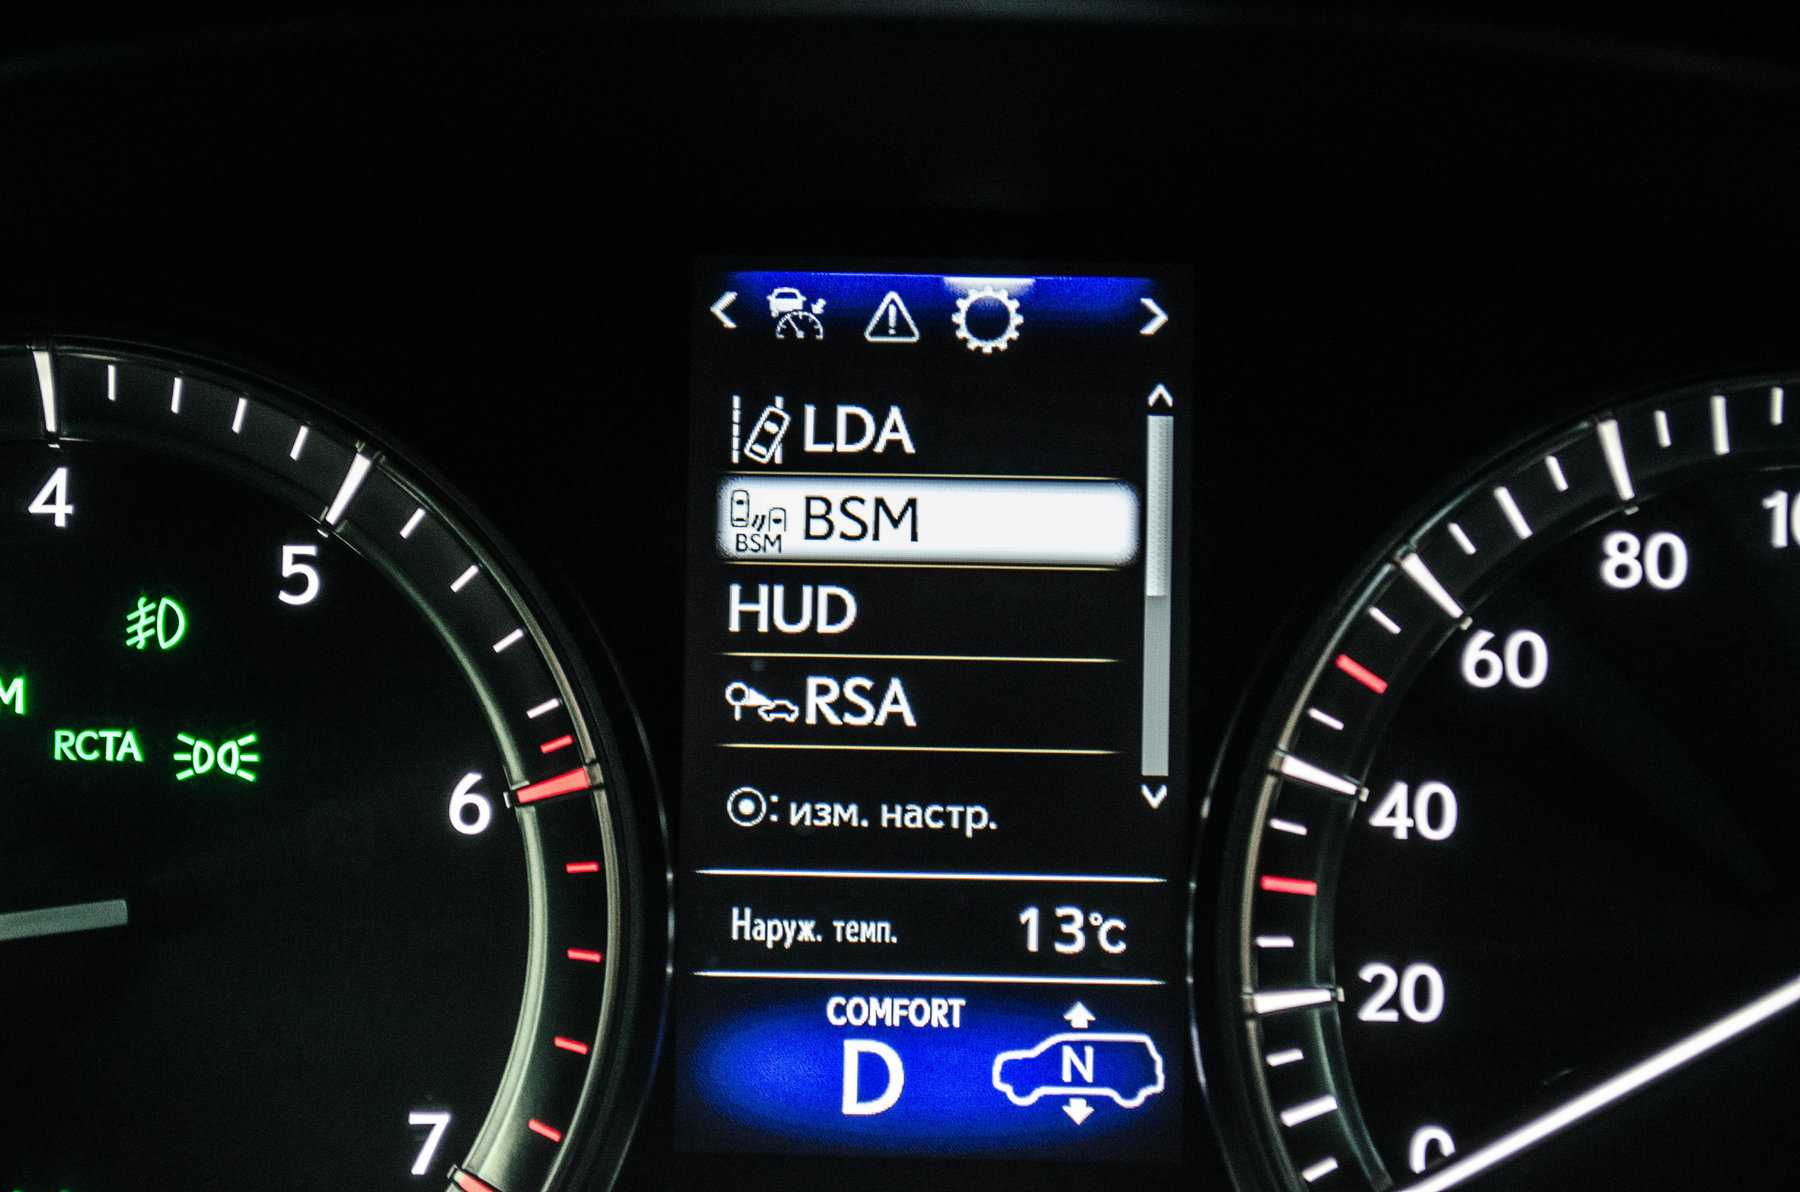 LDA
BSM
BSM
HUD
RSA
: изм. настр.
Наруж. темп. 13°C
COMFORT
D
N
4
5
6
7
RCTA
80
60
40
20
0